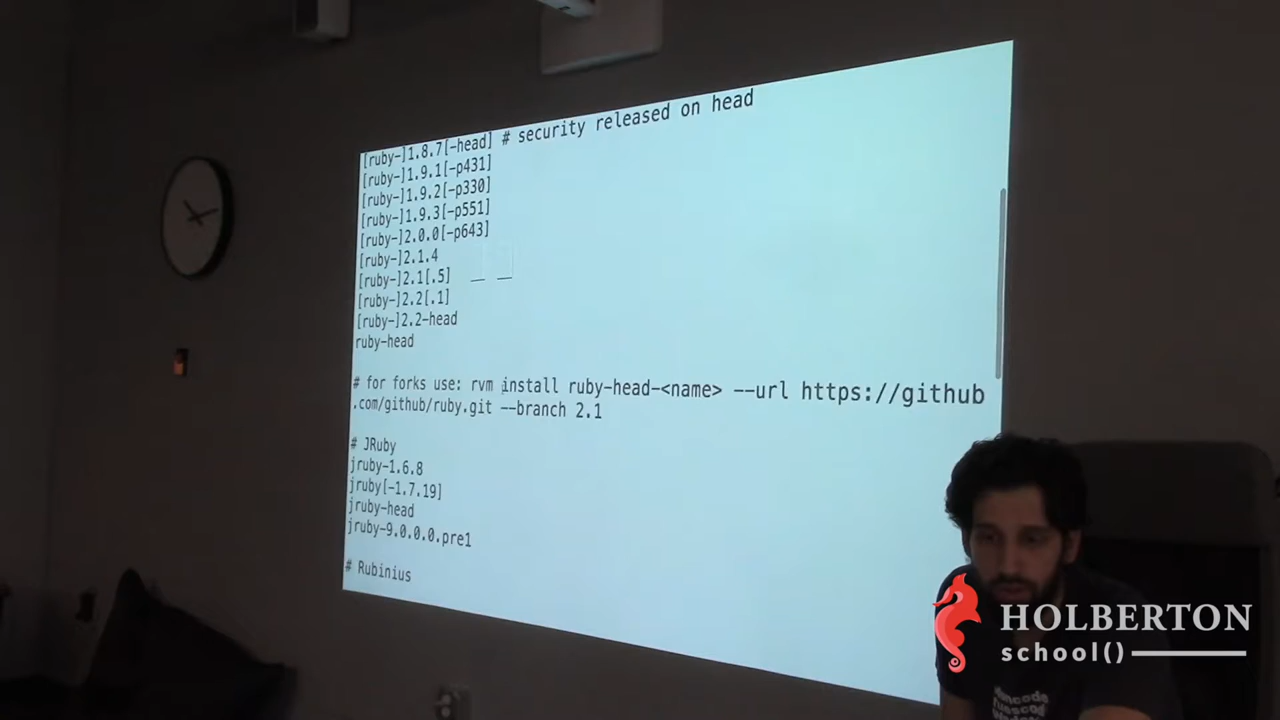 [ruby-]1.8.7[-head] # security released on head
[ruby-]1.9.1[-p431]
[ruby-]1.9.2[-p330]
[ruby-]1.9.3[-p551]
[ruby-]2.0.0[-p643]
[ruby-]2.1.4
[ruby-]2.1[.5]
[ruby-]2.2[.1]
[ruby-]2.2-head
ruby-head
# for forks use: rvm install ruby-head-<name> --url https://github
.com/github/ruby.git --branch 2.1
# JRuby
jruby-1.6.8
jruby[-1.7.19]
jruby-head
jruby-9.0.0.0.pre1
# Rubinius
HOLBERTON
school()